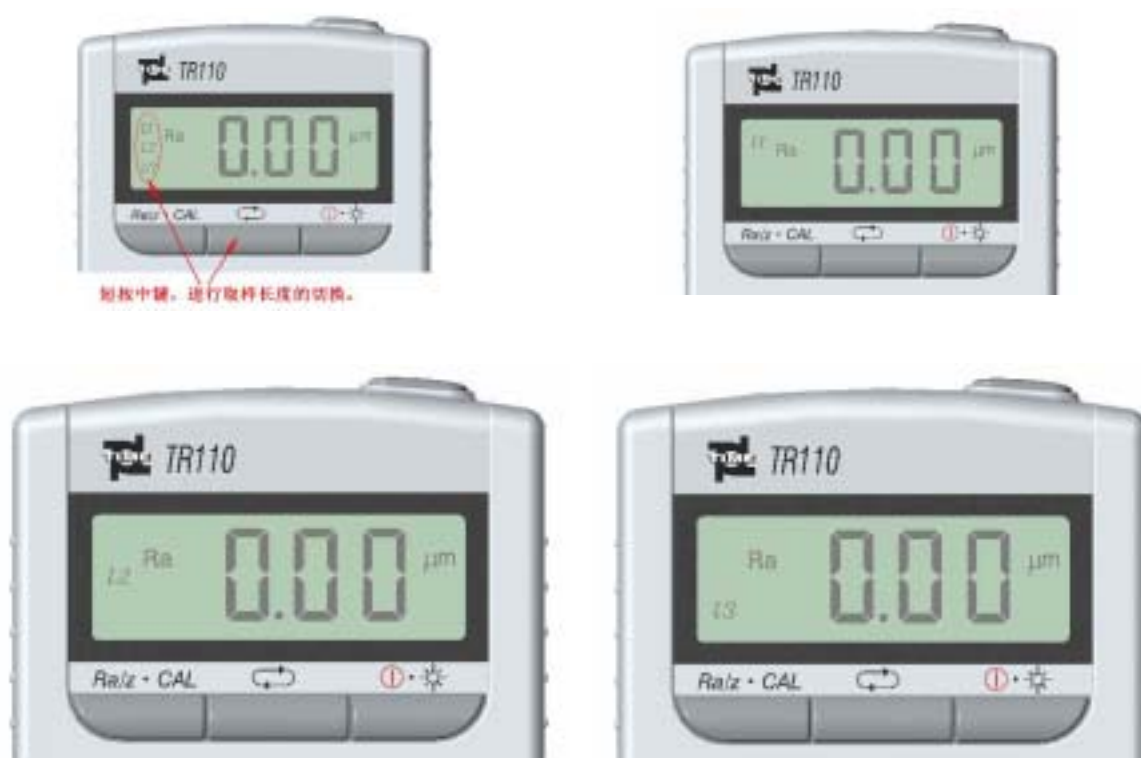 TR110
L1
L2
L3
Ra 0.00 μm
Ra/z · CAL
短按中键，进行取样长度的切换。
TR110
L1 Ra 0.00 μm
Ra/z · CAL
TR110
L2 Ra 0.00 μm
Ra/z · CAL
TR110
Ra 0.00 μm
L3
Ra/z · CAL